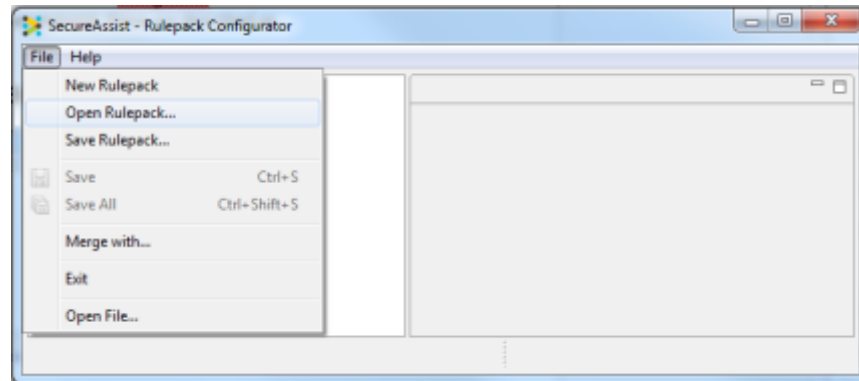 SecureAssist - Rulepack Configurator
File Help
New Rulepack
Open Rulepack...
Save Rulepack...
Save Ctrl+S
Save All Ctrl+Shift+S
Merge with...
Exit
Open File...